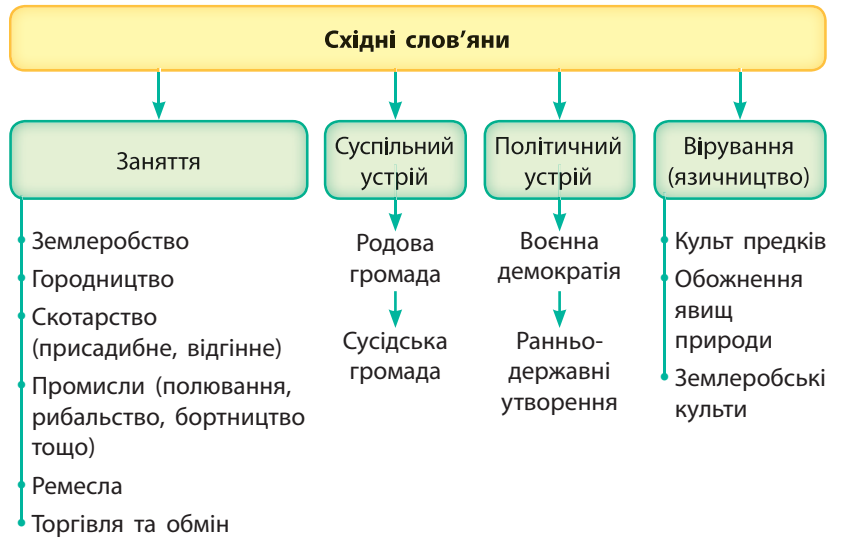 Східні слов’яни
Заняття
Суспільний
устрій
Політичний
устрій
Вірування
(язичництво)
Землеробство
Городництво
Скотарство
(присадибне, відгінне)
Промисли (полювання,
рибальство, бортництво
тощо)
Ремесла
Торгівля та обмін
Родова
громада
Сусідська
громада
Воєнна
демократія
Ранньо-
державні
утворення
Культ предків
Обожнення
явищ
природи
Землеробські
культи